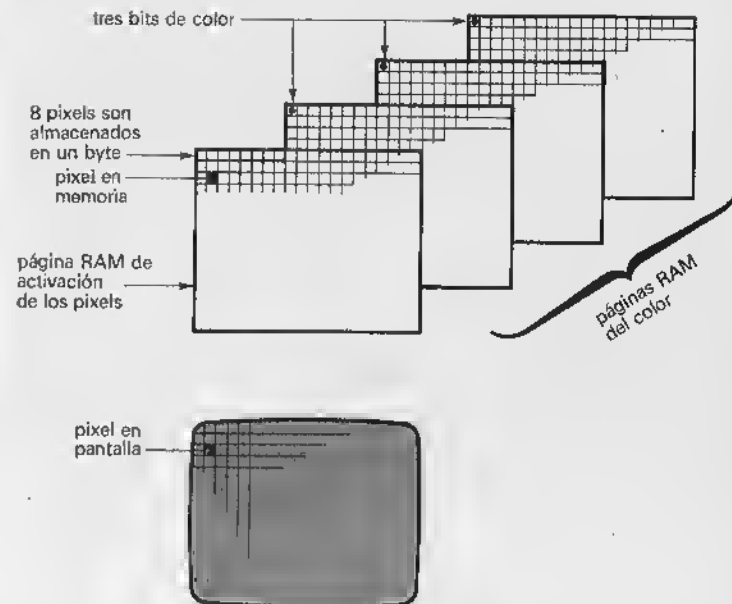 tres bits de color
8 pixels son
almacenados
en un byte
pixel en
memoria
página RAM de
activación
de los pixels
páginas RAM
del color
pixel en
pantalla